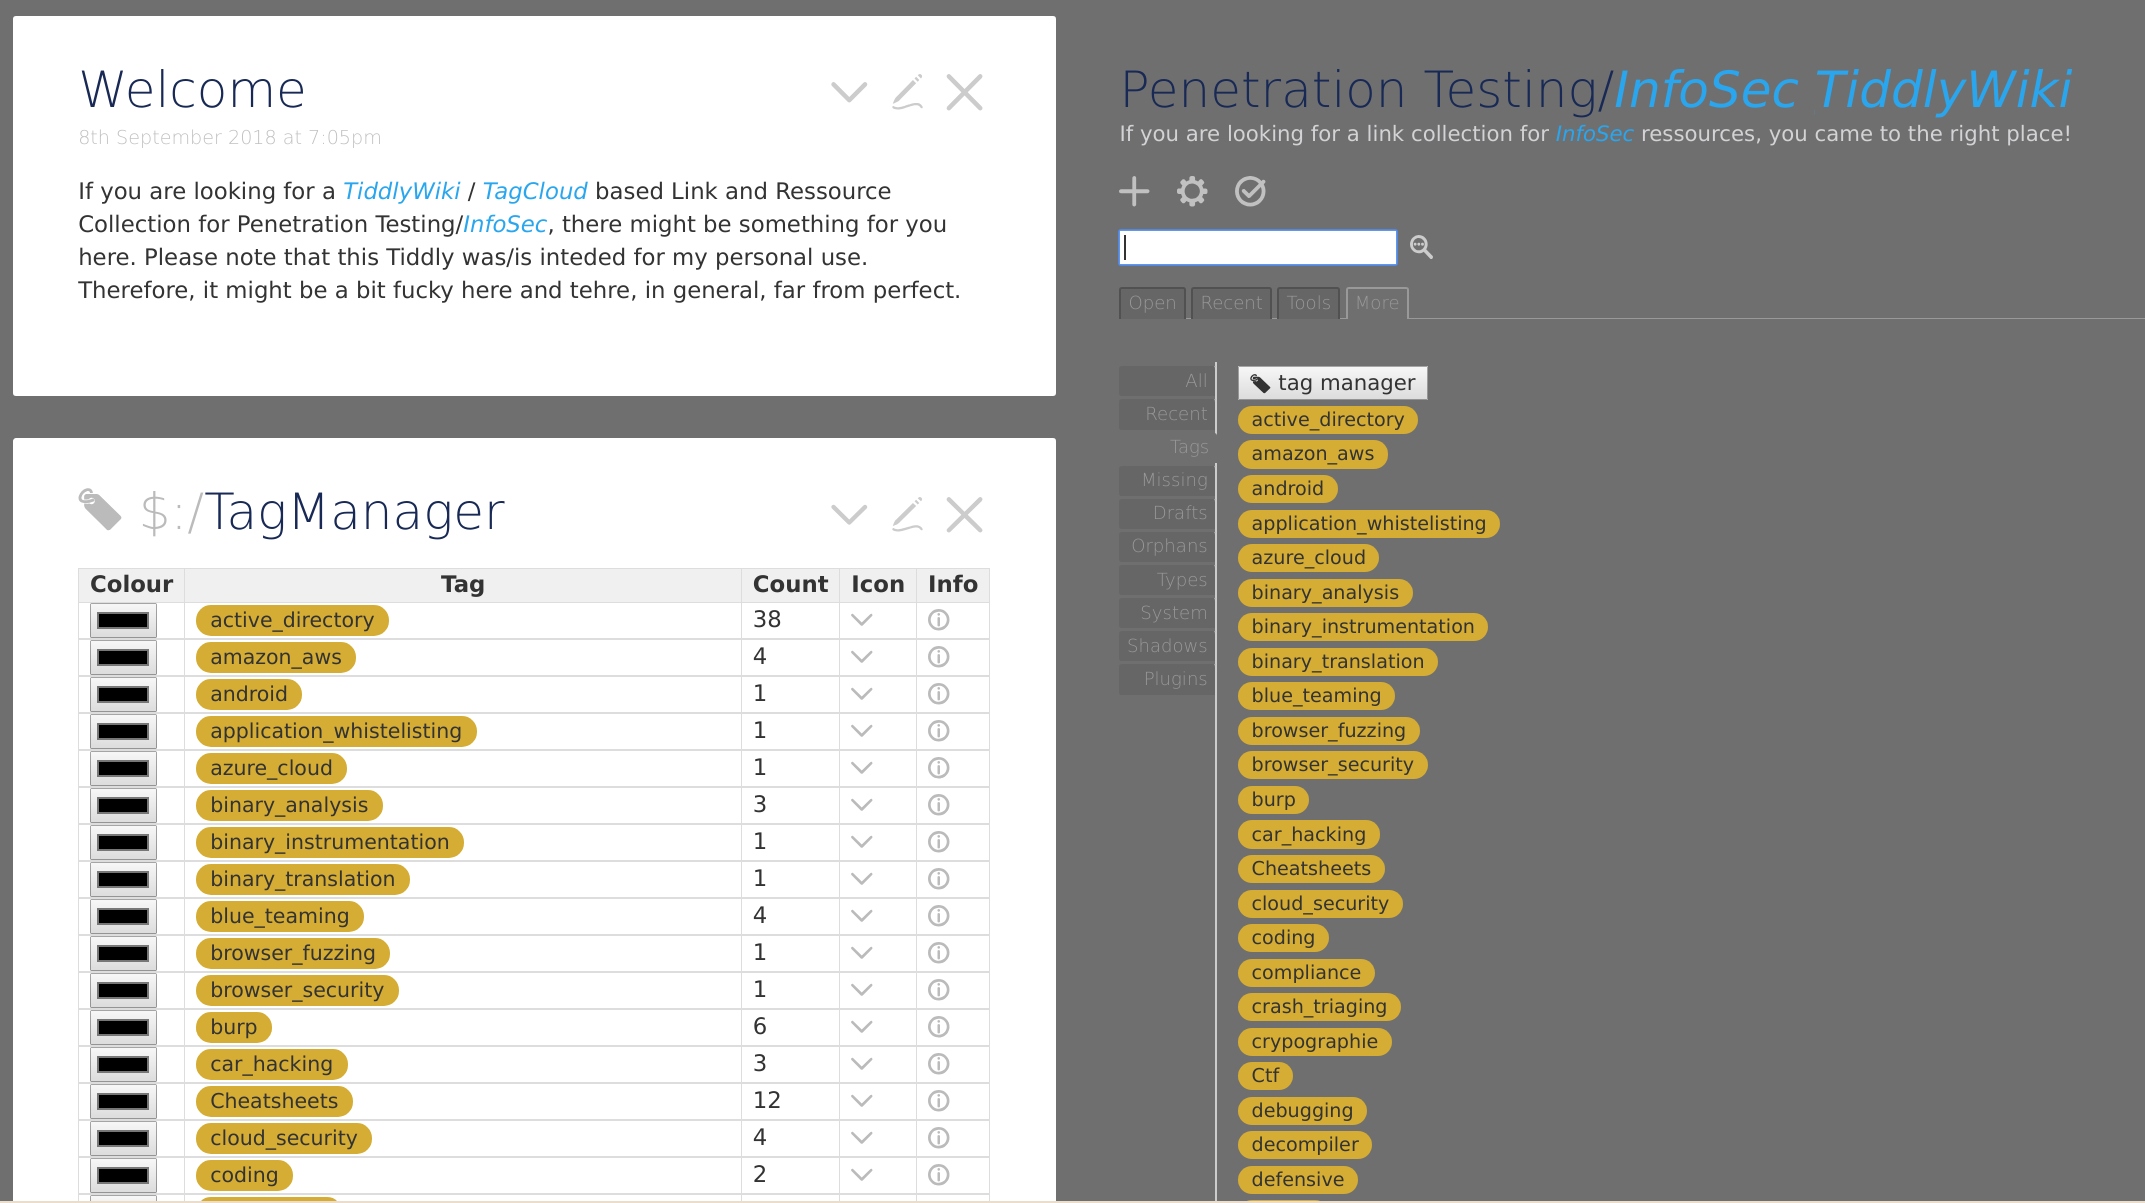 Welcome
8th September 2018 at 7:05pm
If you are looking for a TiddlyWiki / TagCloud based Link and Ressource
Collection for Penetration Testing/InfoSec, there might be something for you
here. Please note that this Tiddly was/is inteded for my personal use.
Therefore, it might be a bit fucky here and tehre, in general, far from perfect.
$:/TagManager
Colour Tag Count Icon Info
active_directory 38
amazon_aws 4
android 1
application_whistelisting 1
azure_cloud 1
binary_analysis 3
binary_instrumentation 1
binary_translation 1
blue_teaming 4
browser_fuzzing 1
browser_security 1
burp 6
car_hacking 3
Cheatsheets 12
cloud_security 4
coding 2
Penetration Testing/InfoSec TiddlyWiki
If you are looking for a link collection for InfoSec ressources, you came to the right place!
Open Recent Tools More
All
Recent
Tags
Missing
Drafts
Orphans
Types
System
Shadows
Plugins
tag manager
active_directory
amazon_aws
android
application_whistelisting
azure_cloud
binary_analysis
binary_instrumentation
binary_translation
blue_teaming
browser_fuzzing
browser_security
burp
car_hacking
Cheatsheets
cloud_security
coding
compliance
crash_triaging
crypographie
Ctf
debugging
decompiler
defensive